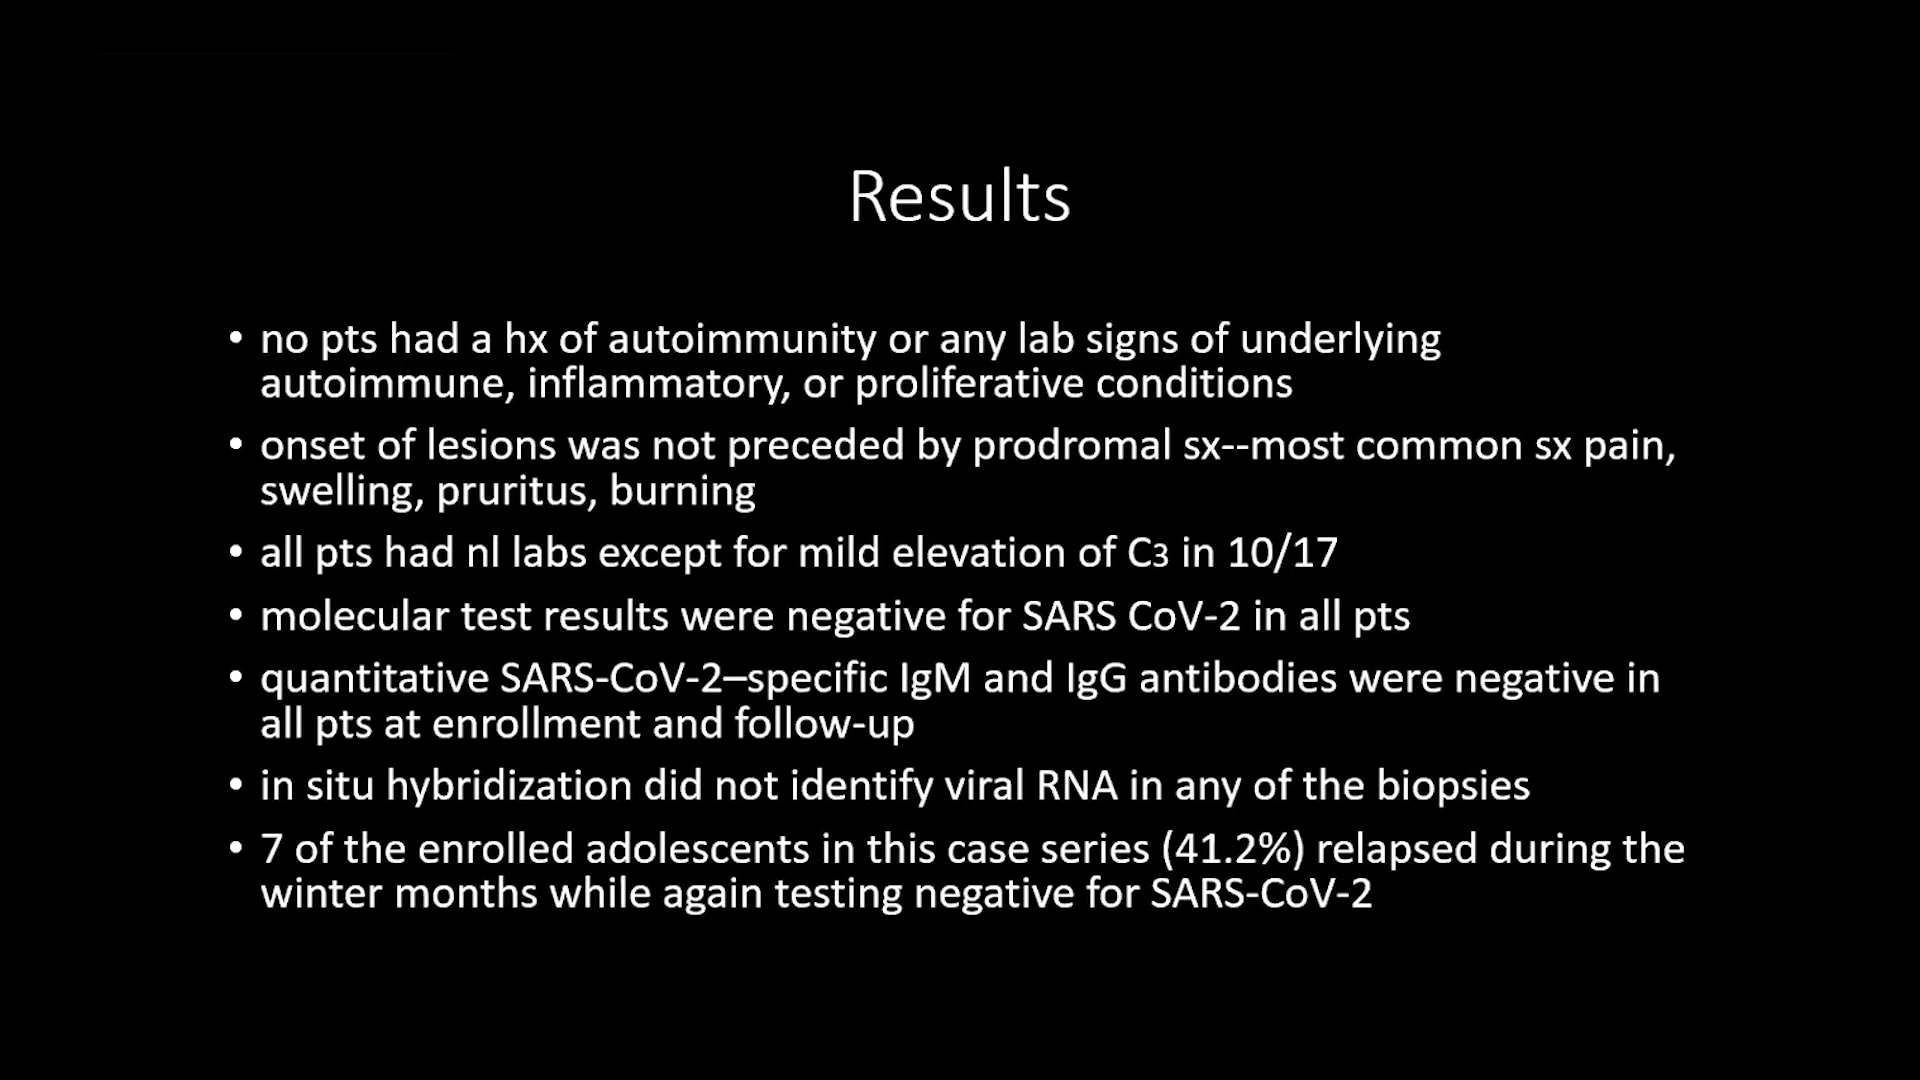 Results
• no pts had a hx of autoimmunity or any lab signs of underlying
autoimmune, inflammatory, or proliferative conditions
• onset of lesions was not preceded by prodromal sx--most common sx pain,
swelling, pruritus, burning
• all pts had nl labs except for mild elevation of C3 in 10/17
• molecular test results were negative for SARS CoV-2 in all pts
• quantitative SARS-CoV-2–specific IgM and IgG antibodies were negative in
all pts at enrollment and follow-up
• in situ hybridization did not identify viral RNA in any of the biopsies
• 7 of the enrolled adolescents in this case series (41.2%) relapsed during the
winter months while again testing negative for SARS-CoV-2